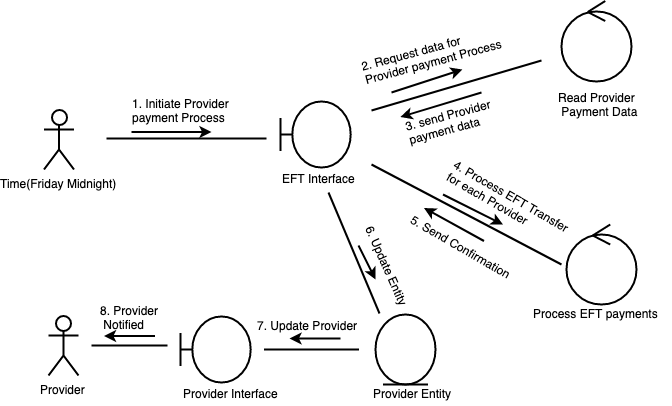 2. Request data for
Provider payment Process
1. Initiate Provider
payment Process
3. send Provider
payment data
Read Provider
Payment Data
Time(Friday Midnight)
EFT Interface
4. Process EFT Transfer
for each Provider
5. Send Confirmation
6. Update Entity
Process EFT payments
8. Provider
Notified
7. Update Provider
Provider
Provider Interface
Provider Entity